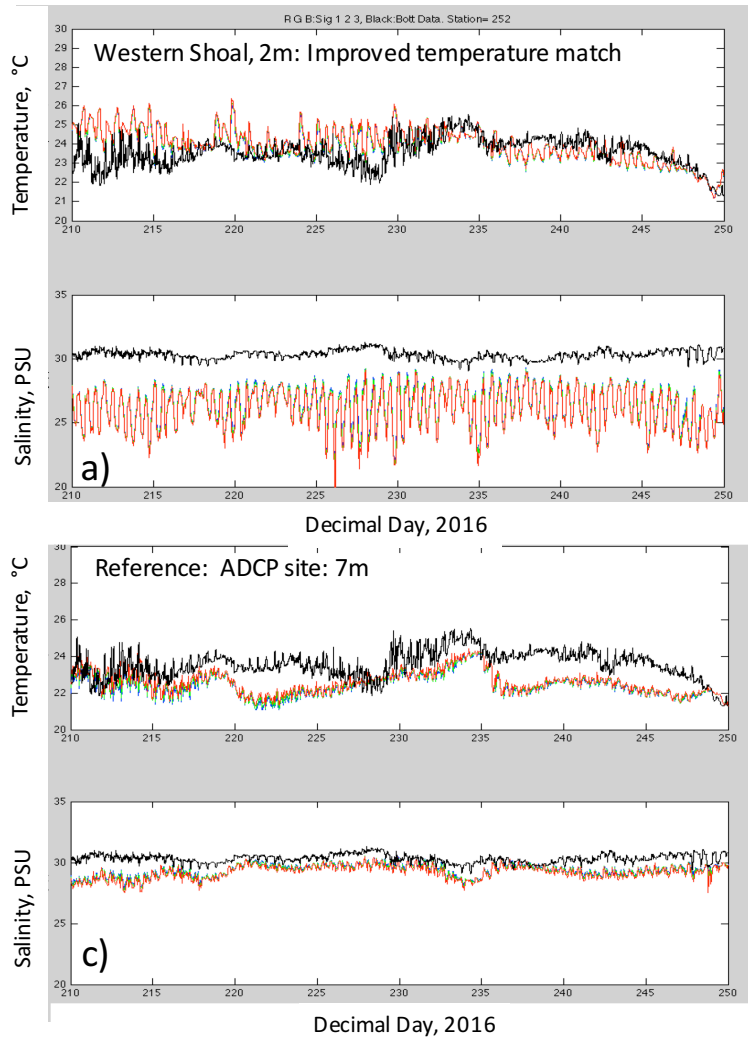 R G B:Sig 1 2 3, Black:Bott Data. Station= 252
Western Shoal, 2m: Improved temperature match
Temperature, °C
30
29
28
27
26
25
24
23
22
21
20
210 215 220 225 230 235 240 245 250
Salinity, PSU
35
30
25
20
a)
210 215 220 225 230 235 240 245 250
Decimal Day, 2016
Reference: ADCP site: 7m
Temperature, °C
30
28
26
24
22
20
210 215 220 225 230 235 240 245 250
Salinity, PSU
35
30
25
20
c)
210 215 220 225 230 235 240 245 250
Decimal Day, 2016